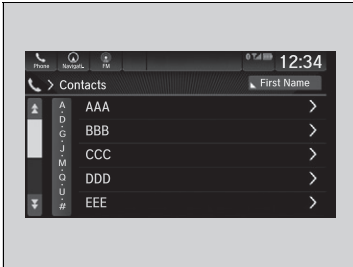 Phone Navigati.. FM 12:34
> Contacts First Name
A
D
G
J
M
Q
U
#
AAA >
BBB >
CCC >
DDD >
EEE >